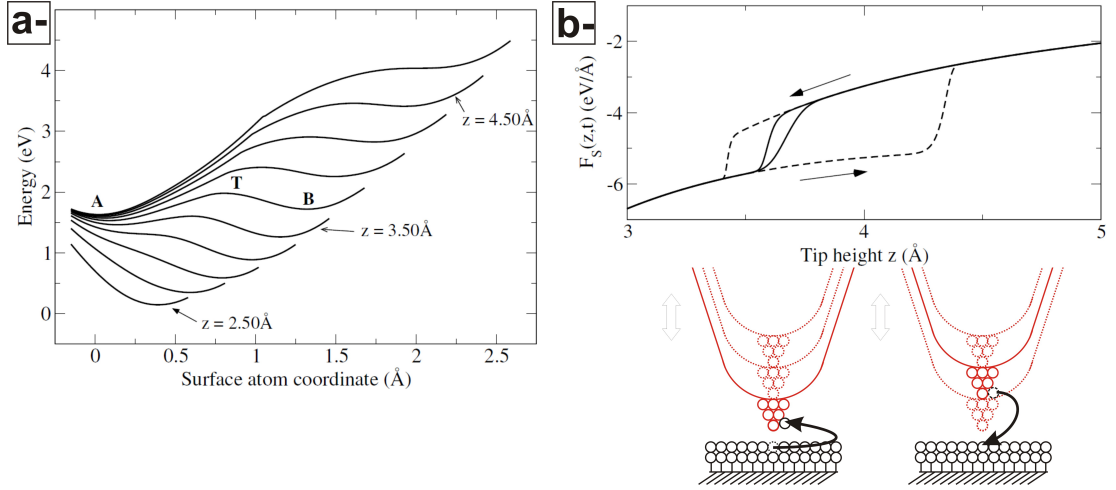 a-
Energy (eV)
4
3
2
1
0
A
T
B
z = 4.50Å
z = 3.50Å
z = 2.50Å
0
0.5
1
1.5
2
2.5
Surface atom coordinate (Å)
b-
F_S(z,t) (eV/Å)
-2
-4
-6
3
4
5
Tip height z (Å)